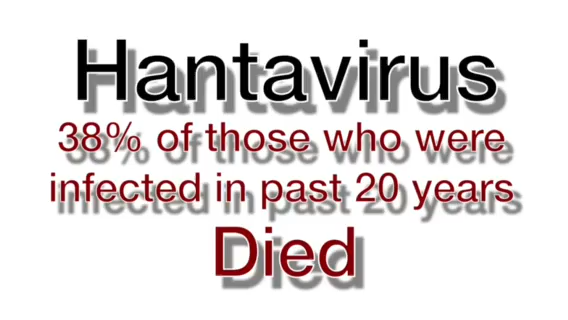 Hantavirus
38% of those who were
infected in past 20 years
Died